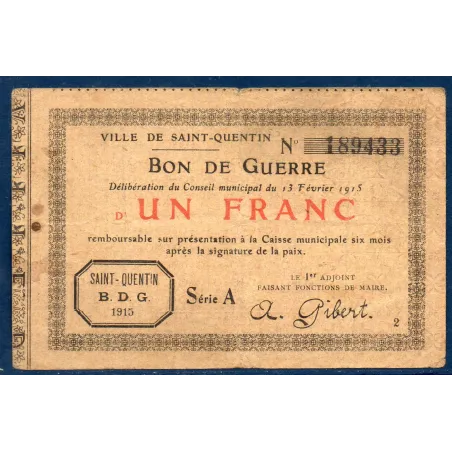 VILLE DE SAINT-QUENTIN No 189433
BON DE GUERRE
Délibération du Conseil municipal du 13 Février 1915
D' UN FRANC
remboursable sur présentation à la Caisse municipale six mois
après la signature de la paix.
SAINT-QUENTIN
B.D.G.
1915
Série A
LE 1er ADJOINT
FAISANT FONCTIONS DE MAIRE,
A. Gibert.
2